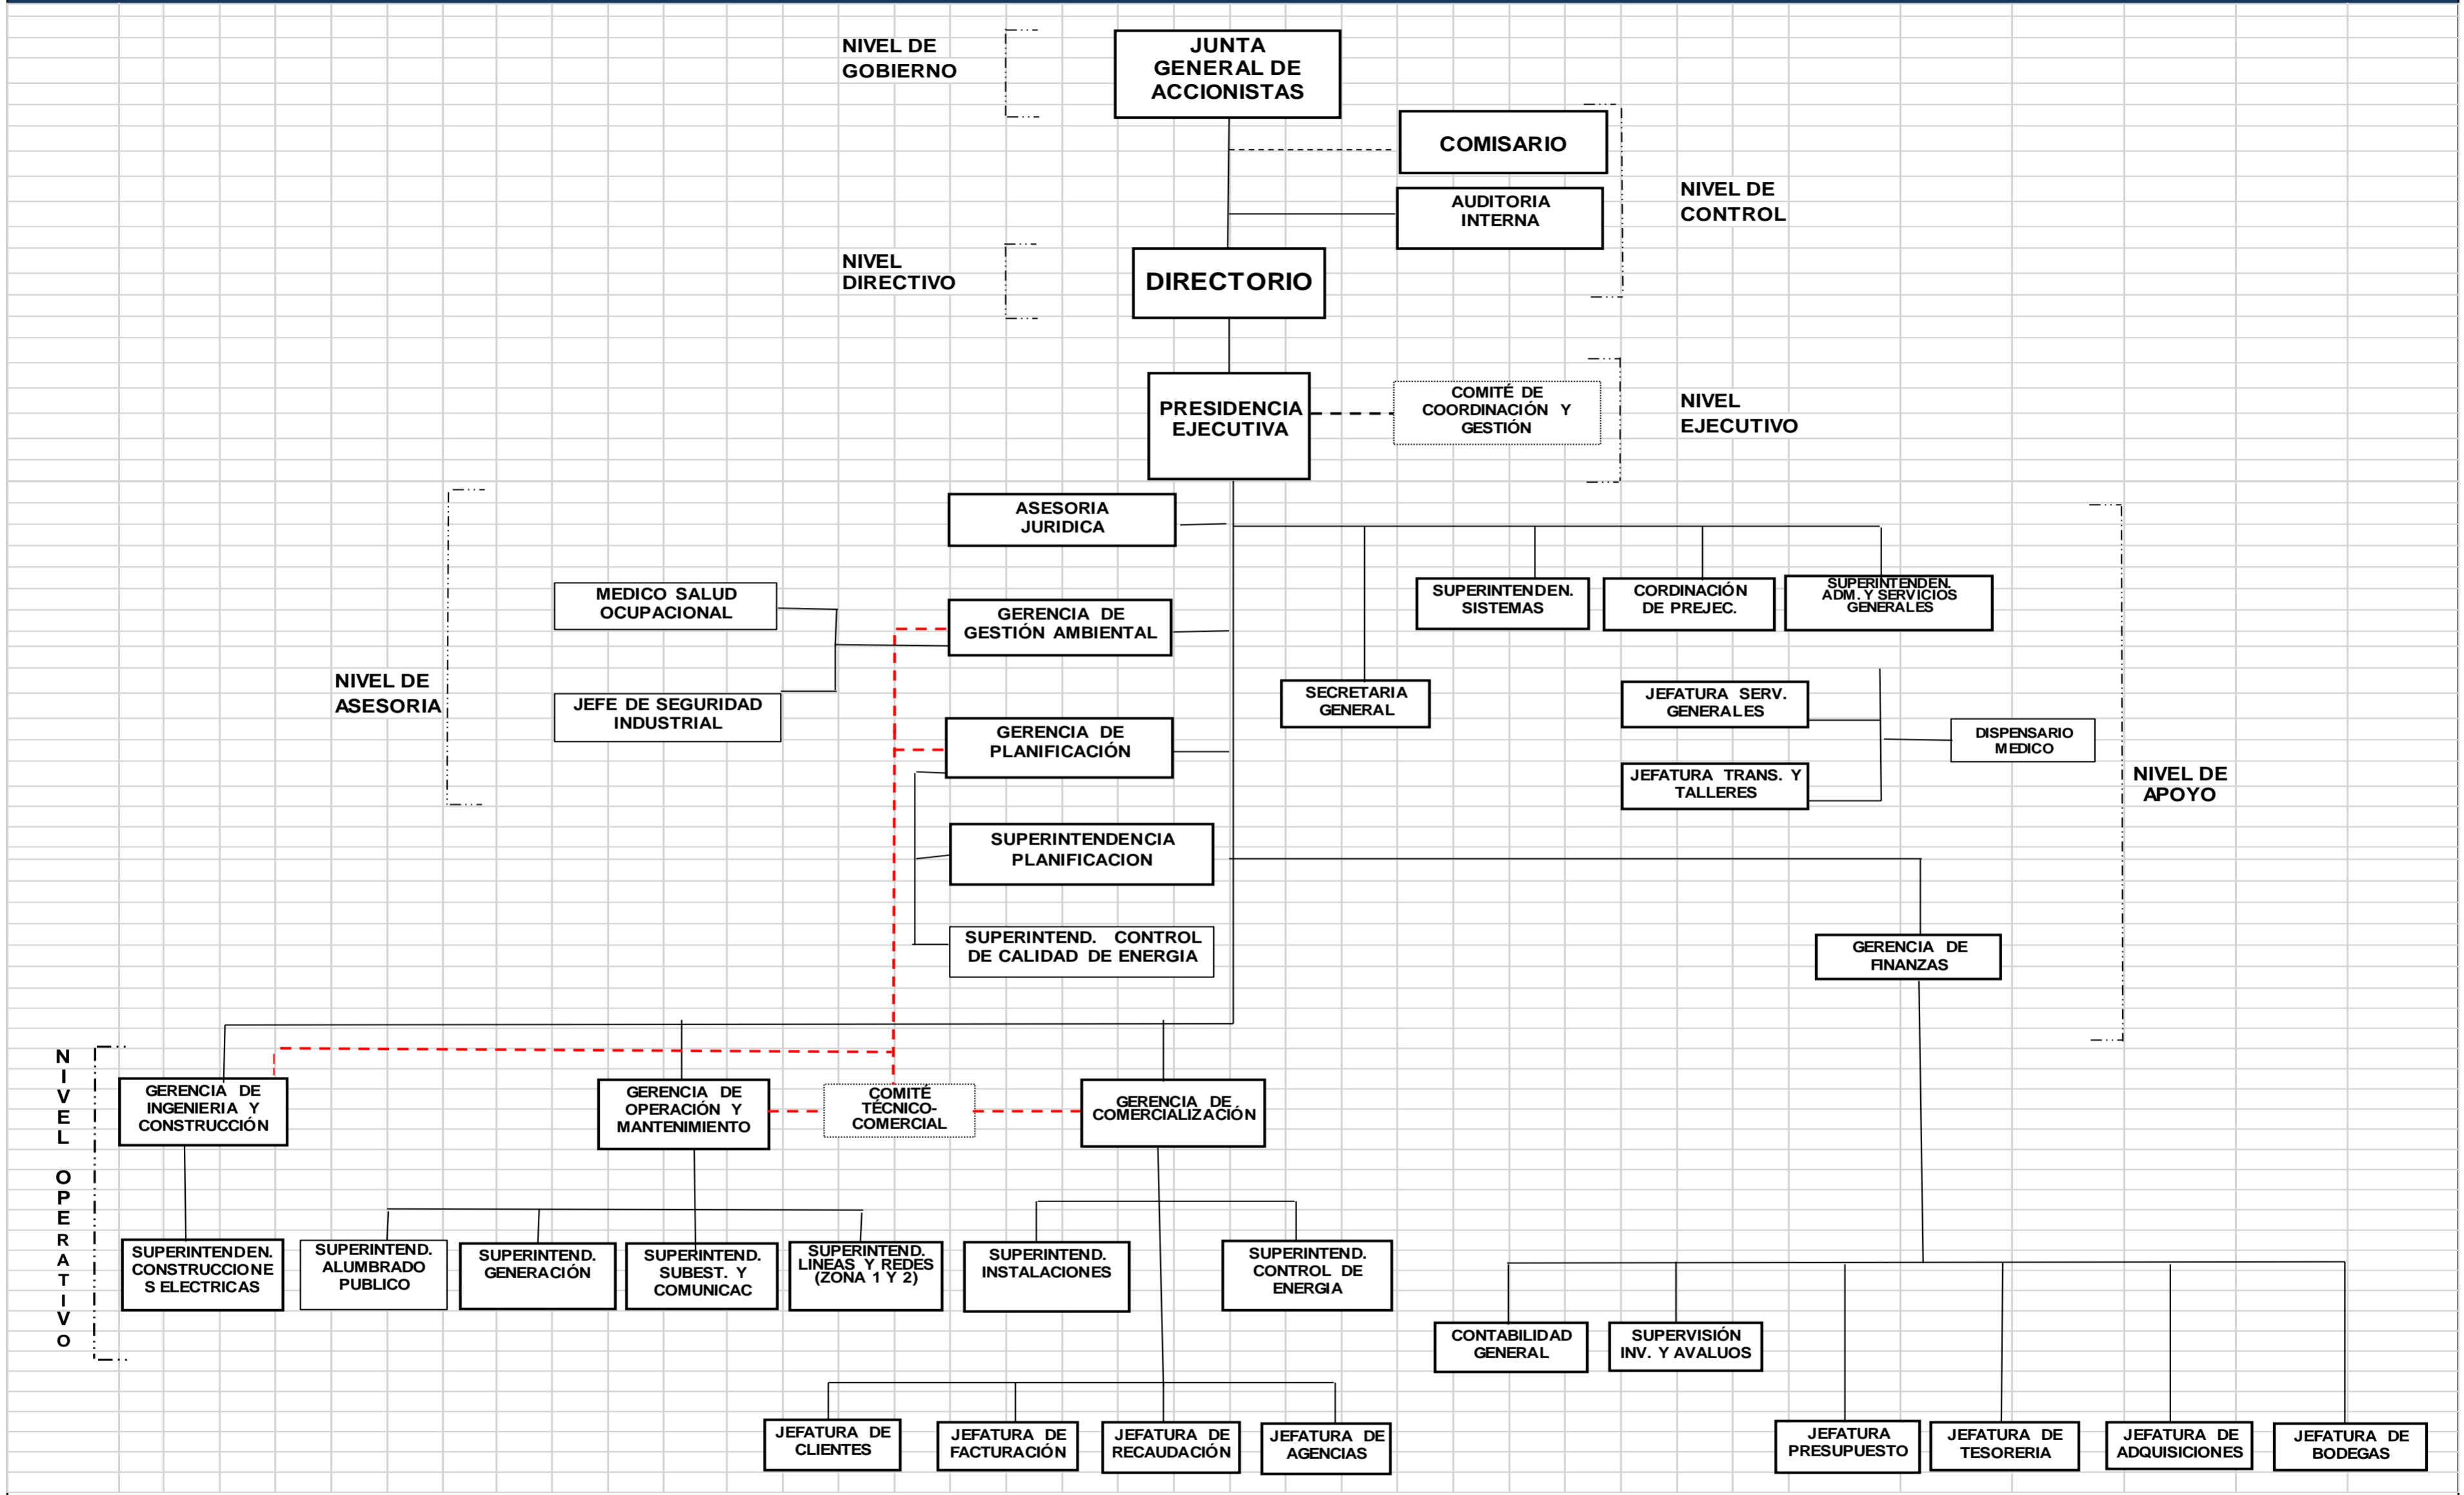 NIVEL DE
GOBIERNO
JUNTA
GENERAL DE
ACCIONISTAS
COMISARIO
AUDITORIA
INTERNA
NIVEL DE
CONTROL
NIVEL
DIRECTIVO
DIRECTORIO
PRESIDENCIA
EJECUTIVA
COMITÉ DE
COORDINACIÓN Y
GESTIÓN
NIVEL
EJECUTIVO
ASESORIA
JURIDICA
MEDICO SALUD
OCUPACIONAL
GERENCIA DE
GESTIÓN AMBIENTAL
SUPERINTENDEN.
SISTEMAS
CORDINACIÓN
DE PREJEC.
SUPERINTENDEN.
ADM. Y SERVICIOS
GENERALES
NIVEL DE
ASESORIA
JEFE DE SEGURIDAD
INDUSTRIAL
SECRETARIA
GENERAL
JEFATURA SERV.
GENERALES
GERENCIA DE
PLANIFICACIÓN
DISPENSARIO
MEDICO
JEFATURA TRANS. Y
TALLERES
NIVEL DE
APOYO
SUPERINTENDENCIA
PLANIFICACION
SUPERINTEND. CONTROL
DE CALIDAD DE ENERGIA
GERENCIA DE
FINANZAS
N
I
V
E
L
O
P
E
R
A
T
I
V
O
GERENCIA DE
INGENIERIA Y
CONSTRUCCIÓN
GERENCIA DE
OPERACIÓN Y
MANTENIMIENTO
COMITÉ
TÉCNICO-
COMERCIAL
GERENCIA DE
COMERCIALIZACIÓN
SUPERINTENDEN.
CONSTRUCCIONE
S ELECTRICAS
SUPERINTEND.
ALUMBRADO
PUBLICO
SUPERINTEND.
GENERACIÓN
SUPERINTEND.
SUBEST. Y
COMUNICAC
SUPERINTEND.
LINEAS Y REDES
(ZONA 1 Y 2)
SUPERINTEND.
INSTALACIONES
SUPERINTEND.
CONTROL DE
ENERGIA
CONTABILIDAD
GENERAL
SUPERVISIÓN
INV. Y AVALUOS
JEFATURA DE
CLIENTES
JEFATURA DE
FACTURACIÓN
JEFATURA DE
RECAUDACIÓN
JEFATURA DE
AGENCIAS
JEFATURA
PRESUPUESTO
JEFATURA DE
TESORERIA
JEFATURA DE
ADQUISICIONES
JEFATURA DE
BODEGAS